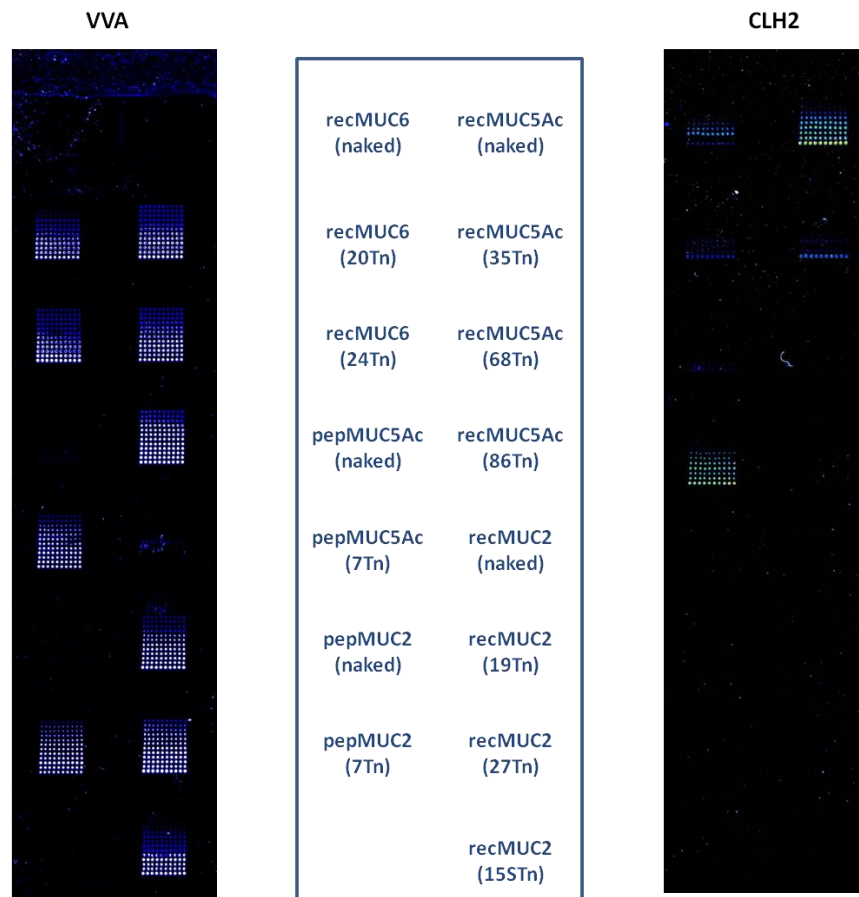 VVA
CLH2
recMUC6 recMUC5Ac
(naked) (naked)
recMUC6 recMUC5Ac
(20Tn) (35Tn)
recMUC6 recMUC5Ac
(24Tn) (68Tn)
pepMUC5Ac recMUC5Ac
(naked) (86Tn)
pepMUC5Ac recMUC2
(7Tn) (naked)
pepMUC2 recMUC2
(naked) (19Tn)
pepMUC2 recMUC2
(7Tn) (27Tn)
recMUC2
(15STn)